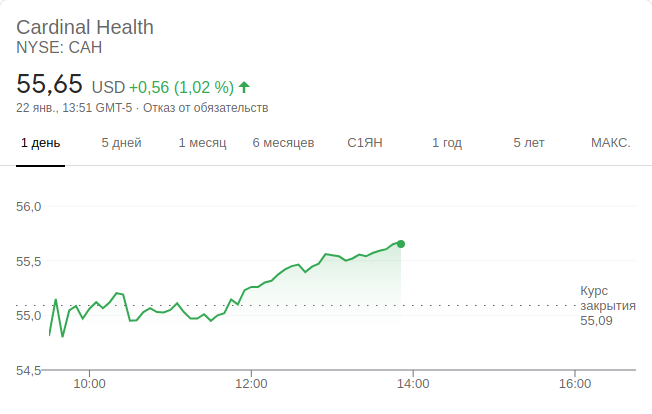 Cardinal Health
NYSE: CAH
55,65 USD +0,56 (1,02 %)
22 янв., 13:51 GMT-5 · Отказ от обязательств
1 день 5 дней 1 месяц 6 месяцев С1ЯН 1 год 5 лет МАКС.
56,0
55,5
55,0
54,5
Курс
закрытия
55,09
10:00 12:00 14:00 16:00